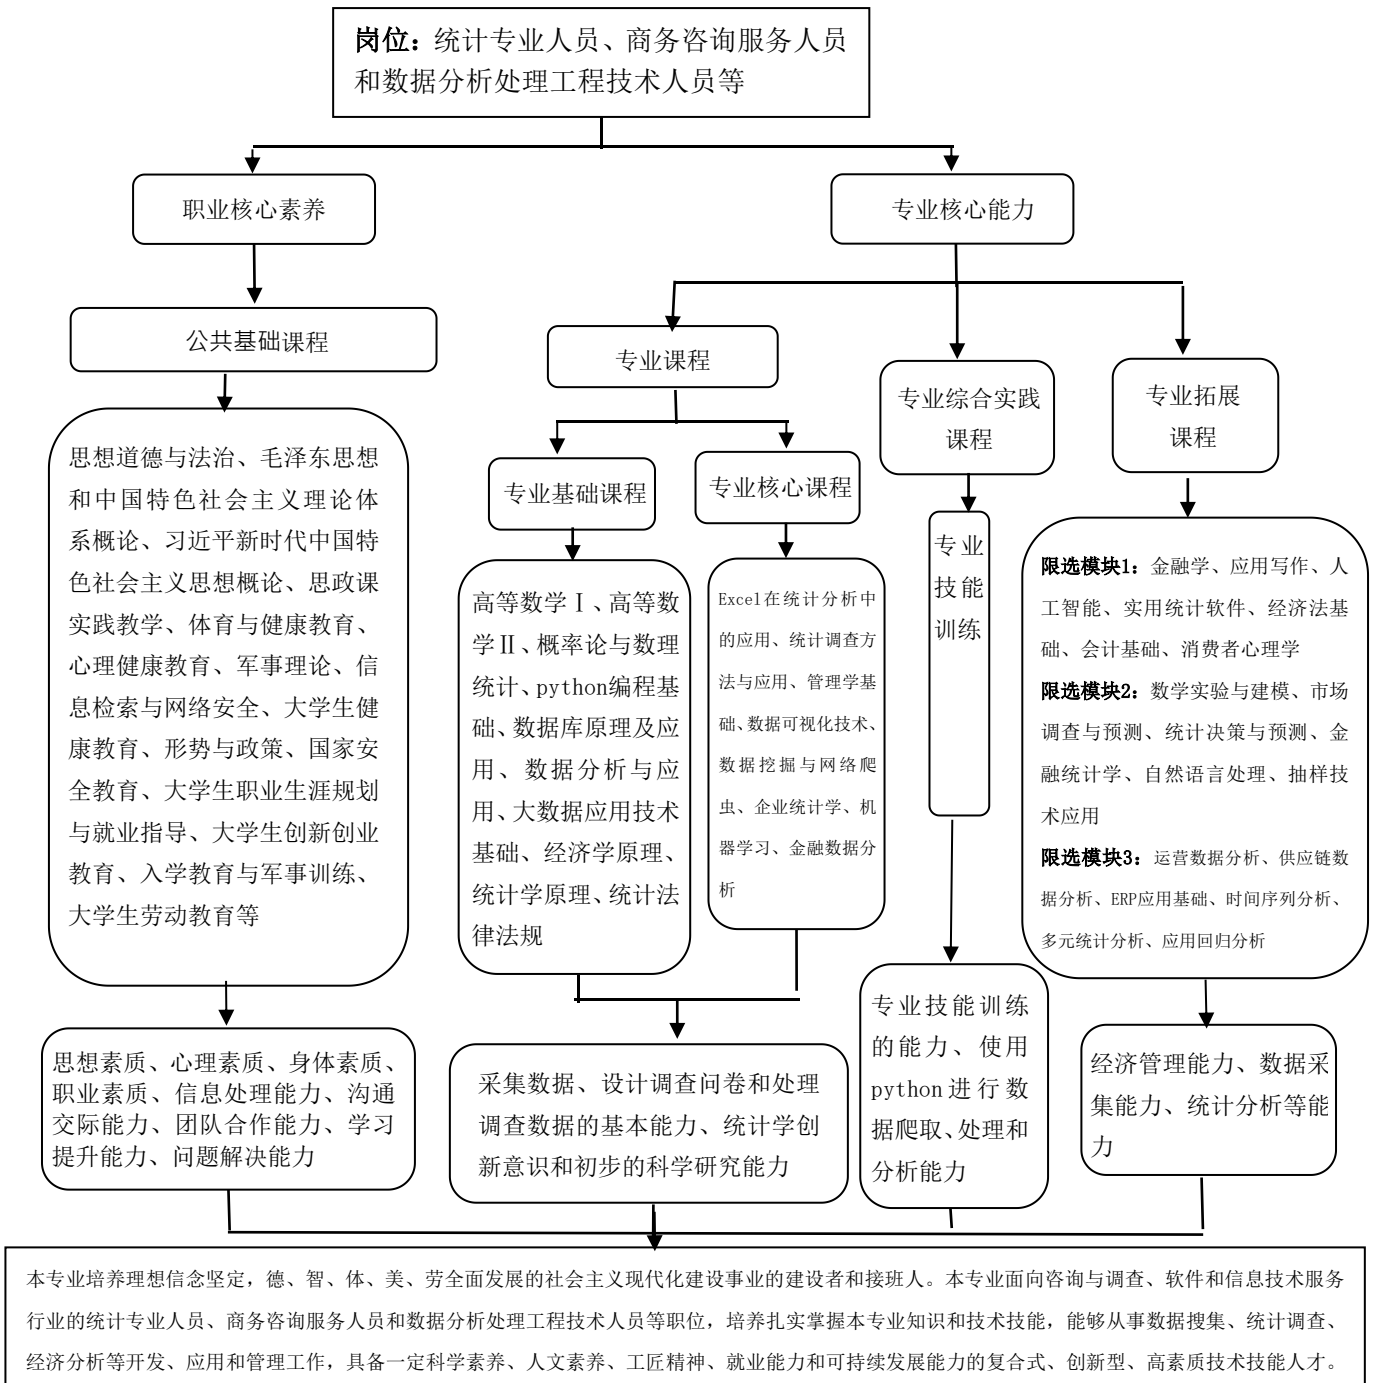 岗位：统计专业人员、商务咨询服务人员
和数据分析处理工程技术人员等
职业核心素养
专业核心能力
公共基础课程
专业课程
专业综合实践
课程
专业拓展
课程
专业基础课程
专业核心课程
思想道德与法治、毛泽东思想
和中国特色社会主义理论体
系概论、习近平新时代中国特
色社会主义思想概论、思政课
实践教学、体育与健康教育、
心理健康教育、军事理论、信
息检索与网络安全、大学生健
康教育、形势与政策、国家安
全教育、大学生职业生涯规划
与就业指导、大学生创新创业
教育、入学教育与军事训练、
大学生劳动教育等
高等数学Ⅰ、高等数
学Ⅱ、概率论与数理
统计、python编程基
础、数据库原理及应
用、数据分析与应
用、大数据应用技术
基础、经济学原理、
统计学原理、统计法
律法规
Excel在统计分析中
的应用、统计调查方
法与应用、管理学基
础、数据可视化技术、
数据挖掘与网络爬
虫、企业统计学、机
器学习、金融数据分
析
专业
技能
训练
限选模块1：金融学、应用写作、人
工智能、实用统计软件、经济法基
础、会计基础、消费者心理学
限选模块2：数学实验与建模、市场
调查与预测、统计决策与预测、金
融统计学、自然语言处理、抽样技
术应用
限选模块3：运营数据分析、供应链数
据分析、ERP应用基础、时间序列分析、
多元统计分析、应用回归分析
思想素质、心理素质、身体素质、
职业素质、信息处理能力、沟通
交际能力、团队合作能力、学习
提升能力、问题解决能力
采集数据、设计调查问卷和处理
调查数据的基本能力、统计学创
新意识和初步的科学研究能力
专业技能训练
的能力、使用
python进行数
据爬取、处理和
分析能力
经济管理能力、数据采
集能力、统计分析等能
力
本专业培养理想信念坚定，德、智、体、美、劳全面发展的社会主义现代化建设事业的建设者和接班人。本专业面向咨询与调查、软件和信息技术服务
行业的统计专业人员、商务咨询服务人员和数据分析处理工程技术人员等职位，培养扎实掌握本专业知识和技术技能，能够从事数据搜集、统计调查、
经济分析等开发、应用和管理工作，具备一定科学素养、人文素养、工匠精神、就业能力和可持续发展能力的复合式、创新型、高素质技术技能人才。